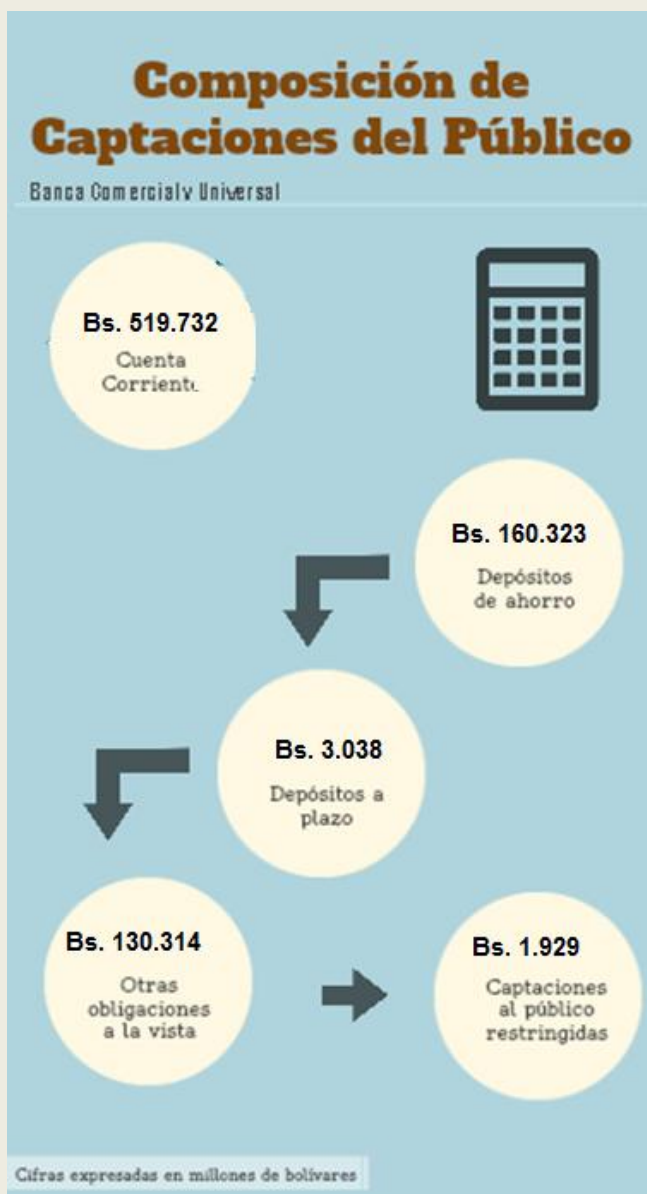 Composición de
Captaciones del Público
Banca Comercial y Universal
Bs. 519.732
Cuenta
Corriente
Bs. 160.323
Depósitos
de ahorro
Bs. 3.038
Depósitos a
plazo
Bs. 130.314
Otras
obligaciones
a la vista
Bs. 1.929
Captaciones
al público
restringidas
Cifras expresadas en millones de bolívares